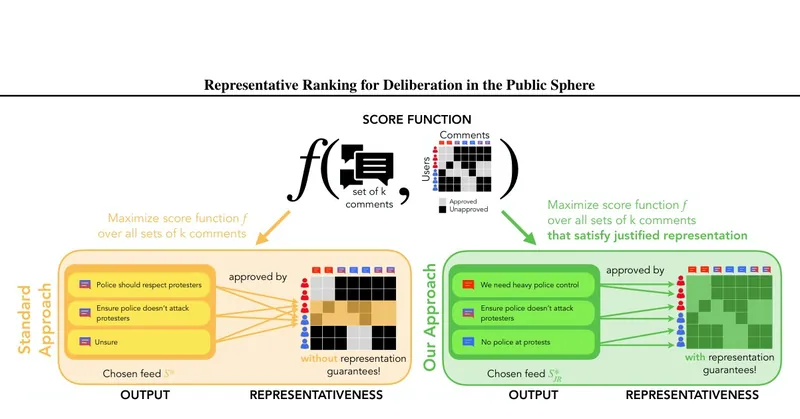 Representative Ranking for Deliberation in the Public Sphere
SCORE FUNCTION
f(
set of k
comments
,
Comments
Users
Approved
Unapproved
)
Maximize score function f
over all sets of k comments
Maximize score function f
over all sets of k comments
that satisfy justified representation
Standard
Approach
Police should respect protesters
Ensure police doesn't attack
protesters
Unsure
Chosen feed S*
approved by
without representation
guarantees!
OUTPUT
REPRESENTATIVENESS
Our Approach
We need heavy police control
Ensure police doesn't attack
protesters
No police at protests
Chosen feed S*JR
approved by
with representation
guarantees!
OUTPUT
REPRESENTATIVENESS